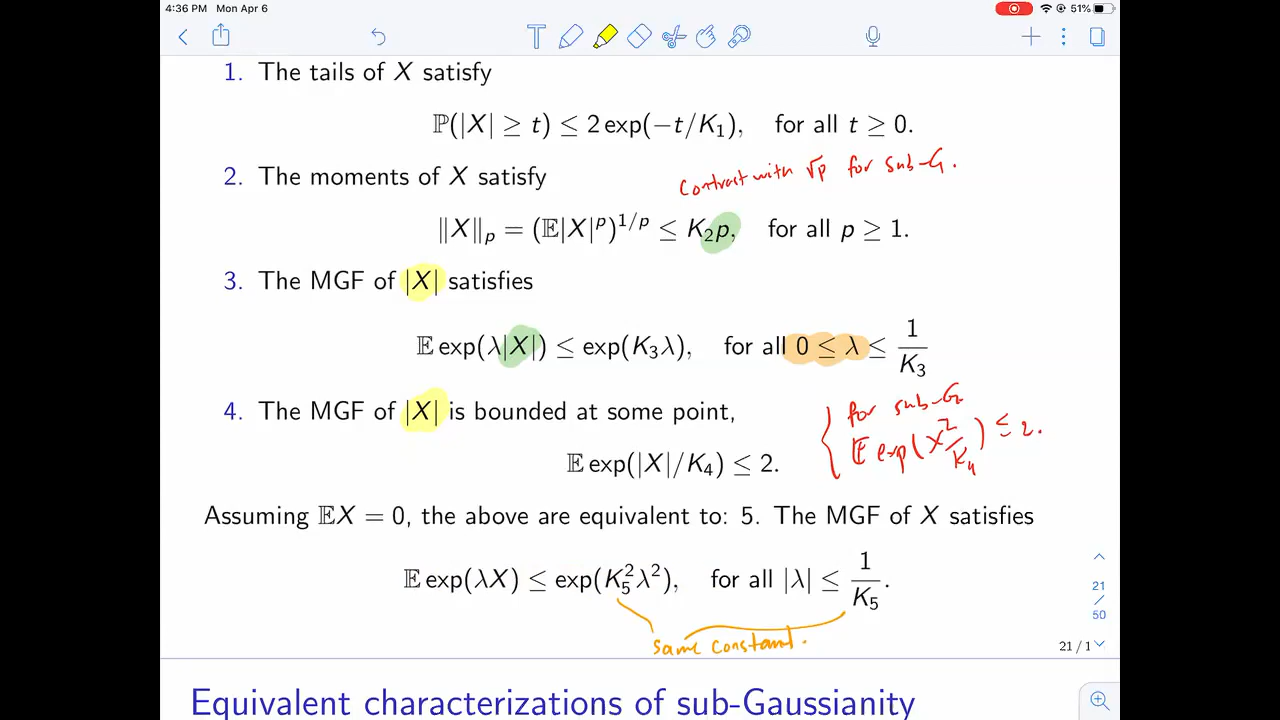 4:36 PM Mon Apr 6
51%
1. The tails of X satisfy
ℙ(|X| ≥ t) ≤ 2 exp(−t/K₁), for all t ≥ 0.
2. The moments of X satisfy
Contrast with √p for sub-G.
‖X‖ₚ = (𝔼|X|ᵖ)^{1/p} ≤ K₂p, for all p ≥ 1.
3. The MGF of |X| satisfies
𝔼 exp(λ|X|) ≤ exp(K₃λ), for all 0 ≤ λ ≤ 1/K₃
4. The MGF of |X| is bounded at some point,
for sub-G
𝔼 exp(X²/K₄) ≤ 2.
𝔼 exp(|X|/K₄) ≤ 2.
Assuming 𝔼X = 0, the above are equivalent to: 5. The MGF of X satisfies
𝔼 exp(λX) ≤ exp(K₅²λ²), for all |λ| ≤ 1/K₅.
same constant.
21
/
50
21 / 1
Equivalent characterizations of sub-Gaussianity